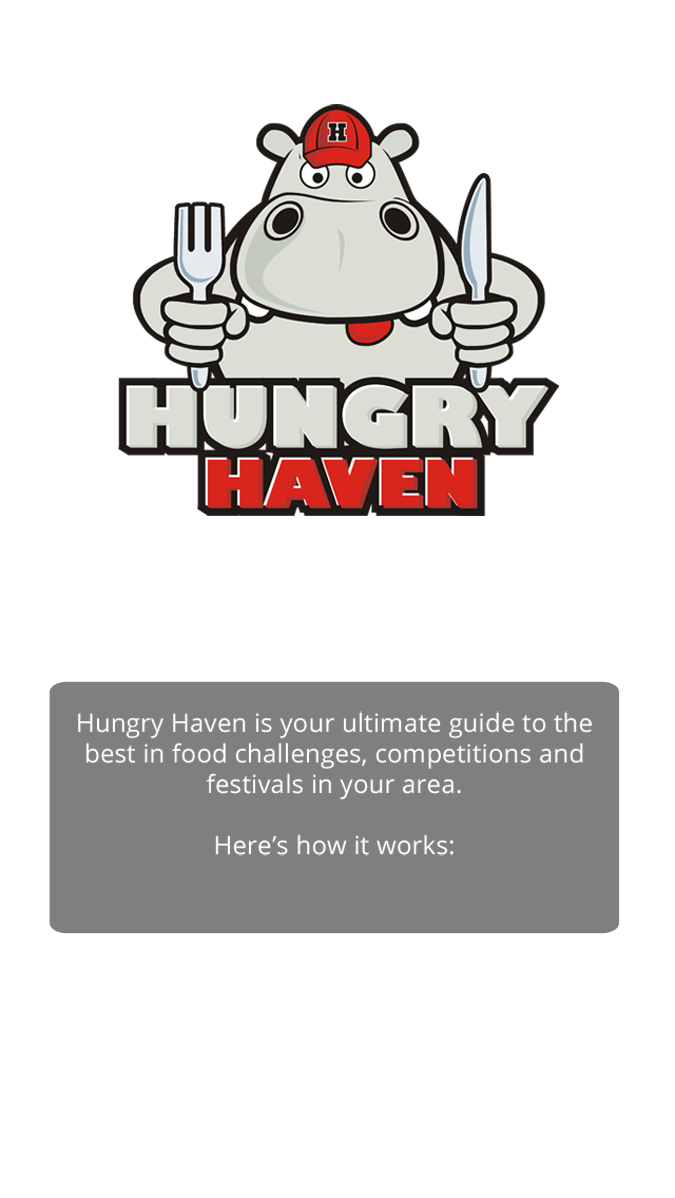 H
HUNGRY
HAVEN
Hungry Haven is your ultimate guide to the
best in food challenges, competitions and
festivals in your area.
Here’s how it works: